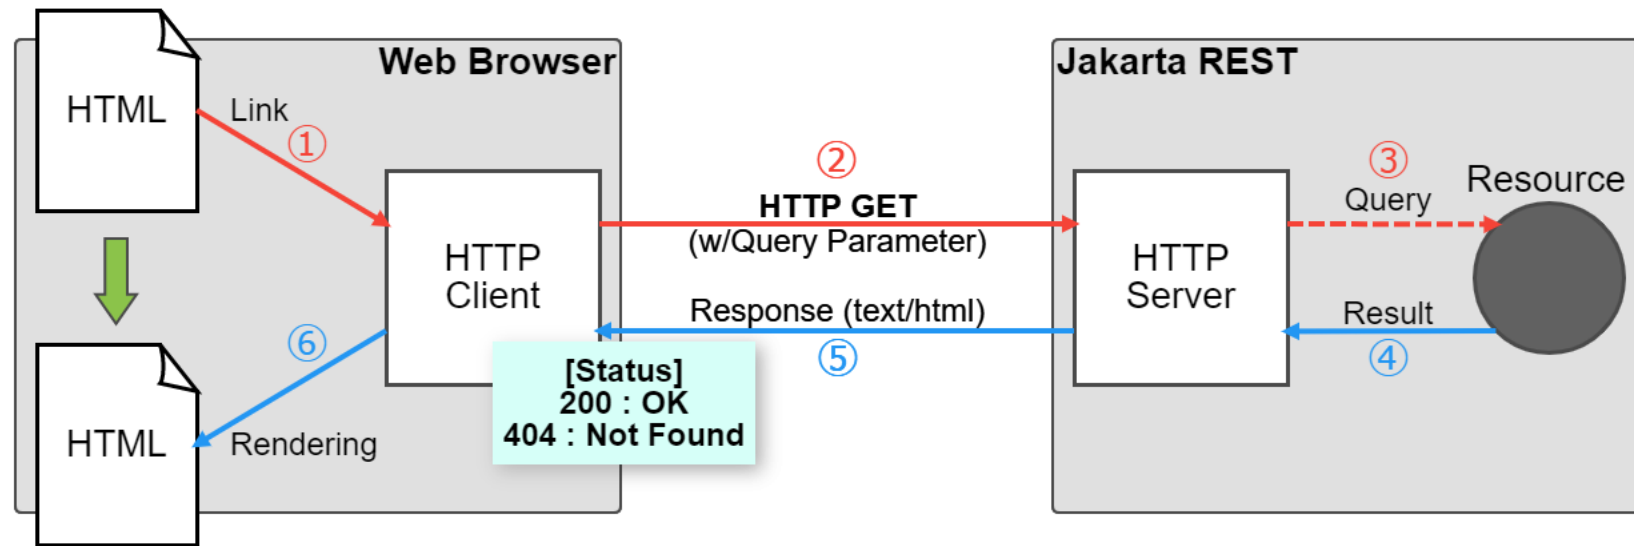 Web Browser
Jakarta REST
HTML
Link
①
②
③
HTTP GET
Query
Resource
(w/Query Parameter)
HTTP
Client
HTTP
Server
Response (text/html)
Result
⑥
⑤
④
[Status]
200 : OK
404 : Not Found
HTML
Rendering